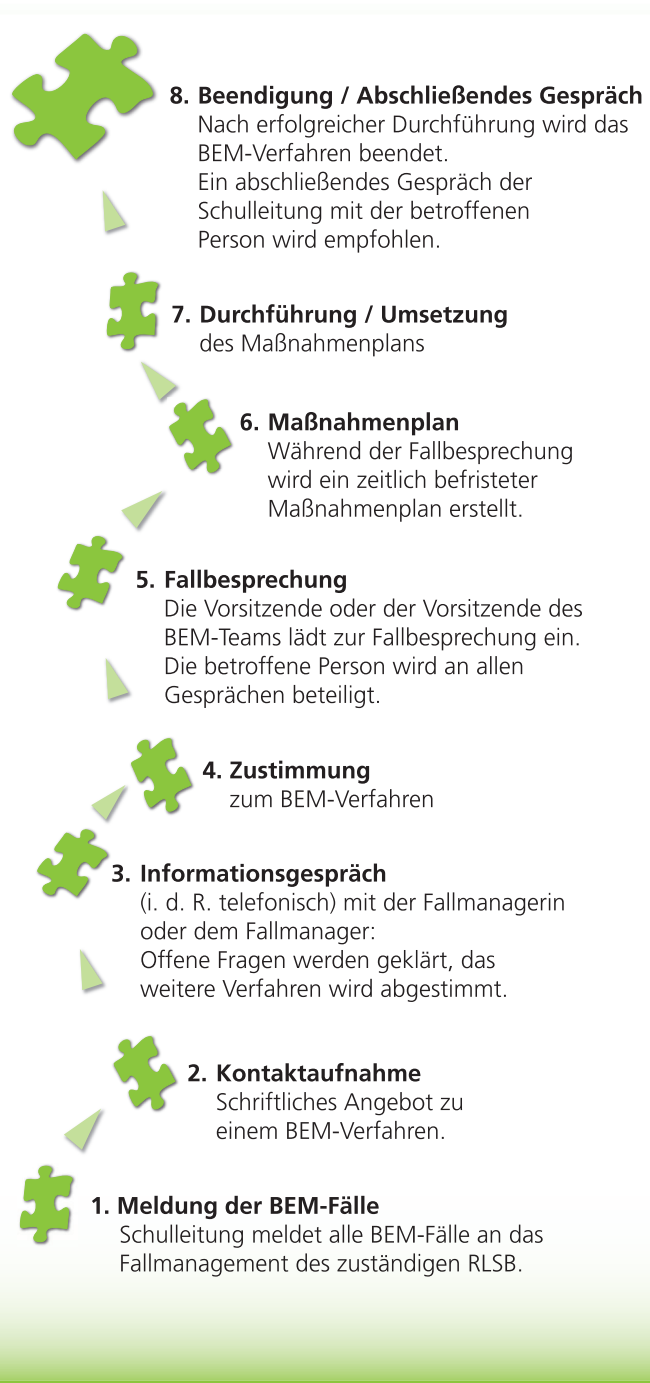 8. Beendigung / Abschließendes Gespräch
Nach erfolgreicher Durchführung wird das
BEM-Verfahren beendet.
Ein abschließendes Gespräch der
Schulleitung mit der betroffenen
Person wird empfohlen.
7. Durchführung / Umsetzung
des Maßnahmenplans
6. Maßnahmenplan
Während der Fallbesprechung
wird ein zeitlich befristeter
Maßnahmenplan erstellt.
5. Fallbesprechung
Die Vorsitzende oder der Vorsitzende des
BEM-Teams lädt zur Fallbesprechung ein.
Die betroffene Person wird an allen
Gesprächen beteiligt.
4. Zustimmung
zum BEM-Verfahren
3. Informationsgespräch
(i. d. R. telefonisch) mit der Fallmanagerin
oder dem Fallmanager:
Offene Fragen werden geklärt, das
weitere Verfahren wird abgestimmt.
2. Kontaktaufnahme
Schriftliches Angebot zu
einem BEM-Verfahren.
1. Meldung der BEM-Fälle
Schulleitung meldet alle BEM-Fälle an das
Fallmanagement des zuständigen RLSB.